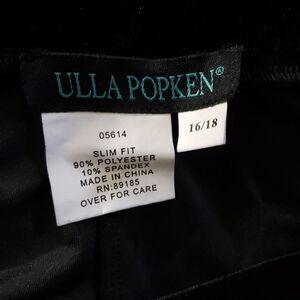 ULLA POPKEN®
16/18
05614
SLIM FIT
90% POLYESTER
10% SPANDEX
MADE IN CHINA
RN:89185
OVER FOR CARE